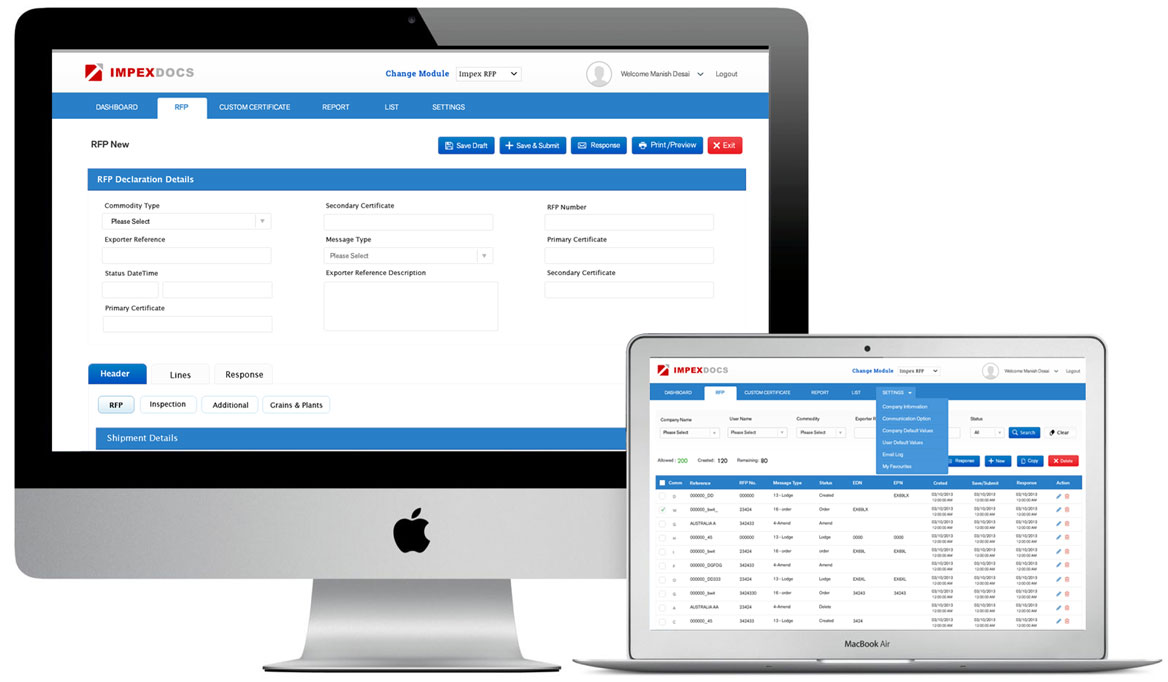 IMPEXDOCS
Change Module Impex RFP
Welcome Manish Desai Logout
DASHBOARD RFP CUSTOM CERTIFICATE REPORT LIST SETTINGS
RFP New
Save Draft Save & Submit Response Print /Preview Exit
RFP Declaration Details
Commodity Type Secondary Certificate RFP Number
Please Select
Exporter Reference Message Type Primary Certificate
Please Select
Status DateTime Exporter Reference Description Secondary Certificate
Primary Certificate
Header Lines Response
RFP Inspection Additional Grains & Plants
Shipment Details
IMPEXDOCS
Change Module Impex RFP
Welcome Manish Desai Logout
DASHBOARD RFP CUSTOM CERTIFICATE REPORT LIST SETTINGS
Company Information
Communication Option
Company Default Values
User Default Values
Email Log
My Favourites
Company Name User Name Commodity Exporter Status
Please Select Please Select Please Select All Search Clear
Allowed : 200 Created: 120 Remaining: 80
Response New Copy Delete
Comm Reference RFP No. Message Type Status EDN EPN Created Save/Submit Response Action
000000_DD 000000 13 - Lodge Created EX69LX 03/10/2013 03/10/2013 03/10/2013
12:00:00 AM 12:00:00 AM 12:00:00 AM
000000_bwd_ 23424 16 - order Order EX69LX 03/10/2013 03/10/2013 03/10/2013
12:00:00 AM 12:00:00 AM 12:00:00 AM
AUSTRALIA A 342433 4-Amend Amend 03/10/2013 03/10/2013 03/10/2013
12:00:00 AM 12:00:00 AM 12:00:00 AM
000000_45 000000 13 - Lodge Lodge 0000 0000 03/10/2013 03/10/2013 03/10/2013
12:00:00 AM 12:00:00 AM 12:00:00 AM
000000_bwk 23424 16 - order order EX69L EX69L 03/10/2013 03/10/2013 03/10/2013
12:00:00 AM 12:00:00 AM 12:00:00 AM
000000_DGFDG 342433 4-Amend Amend 03/10/2013 03/10/2013 03/10/2013
12:00:00 AM 12:00:00 AM 12:00:00 AM
000000_DD333 23424 13 - Lodge Lodge 03/10/2013 03/10/2013 03/10/2013
12:00:00 AM 12:00:00 AM 12:00:00 AM
000000_bwf 3424330 16 - order Order 34243 34243 03/10/2013 03/10/2013 03/10/2013
12:00:00 AM 12:00:00 AM 12:00:00 AM
AUSTRALIA AA 23424 4-Amend Delete 03/10/2013 03/10/2013 03/10/2013
12:00:00 AM 12:00:00 AM 12:00:00 AM
000000_45 342433 13 - Lodge Created 3424 03/10/2013 03/10/2013 03/10/2013
12:00:00 AM 12:00:00 AM 12:00:00 AM
MacBook Air